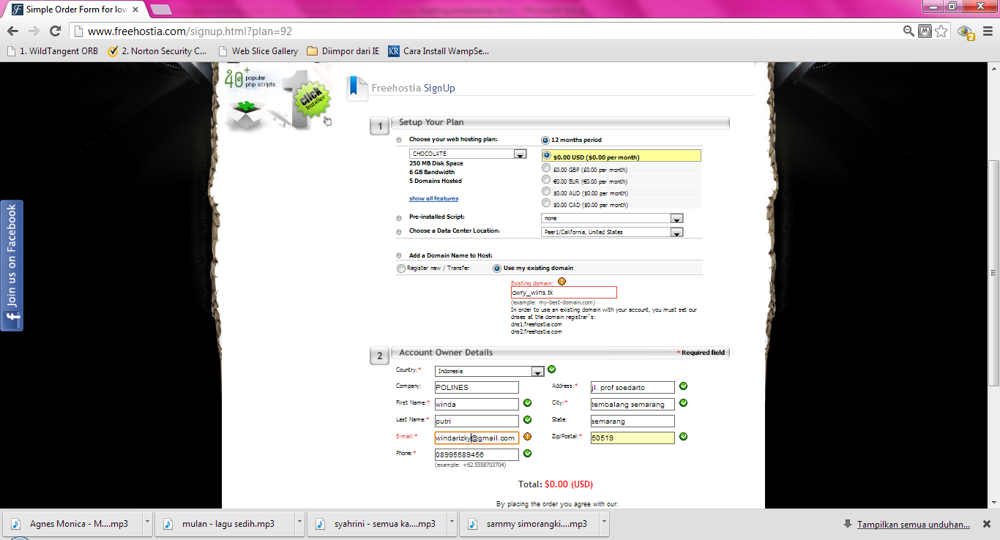 Simple Order Form for low
www.freehostia.com/signup.html?plan=92
1. WildTangent ORB
2. Norton Security C...
Web Slice Gallery
Diimpor dari IE
KR Cara Install WampSe...
40+ popular php scripts
1 click installer
Freehostia SignUp
Join us on Facebook
1 Setup Your Plan
Choose your web hosting plan:
12 months period
CHOCOLATE
$0.00 USD ($0.00 per month)
250 MB Disk Space
£0.00 GBP (£0.00 per month)
6 GB Bandwidth
€0.00 EUR (€0.00 per month)
5 Domains Hosted
$0.00 AUD ($0.00 per month)
show all features
$0.00 CAD ($0.00 per month)
Pre-installed Script:
none
Choose a Data Center Location:
Peer1/California, United States
Add a Domain Name to Host:
Register new / Transfer
Use my existing domain
Existing domain:
cwry_wins.tk
(example: my-best-domain.com)
In order to use an existing domain with your account, you must set our
dnses at the domain registrar`s:
dns1.freehostia.com
dns2.freehostia.com
2 Account Owner Details
* Required field
Country:* Indonesia
Company: POLINES
Address:* jl. prof soedarto
First Name:* winda
City:* tembalang semarang
Last Name:* putri
State: semarang
E-mail:* windarizky@gmail.com
Zip/Postal:* 50519
Phone:* 08995589456
(example: +62.5558703704)
Total: $0.00 (USD)
By placing the order you agree with our:
Agnes Monica - M....mp3
mulan - lagu sedih.mp3
syahrini - semua ka....mp3
sammy simorangki....mp3
Tampilkan semua unduhan...